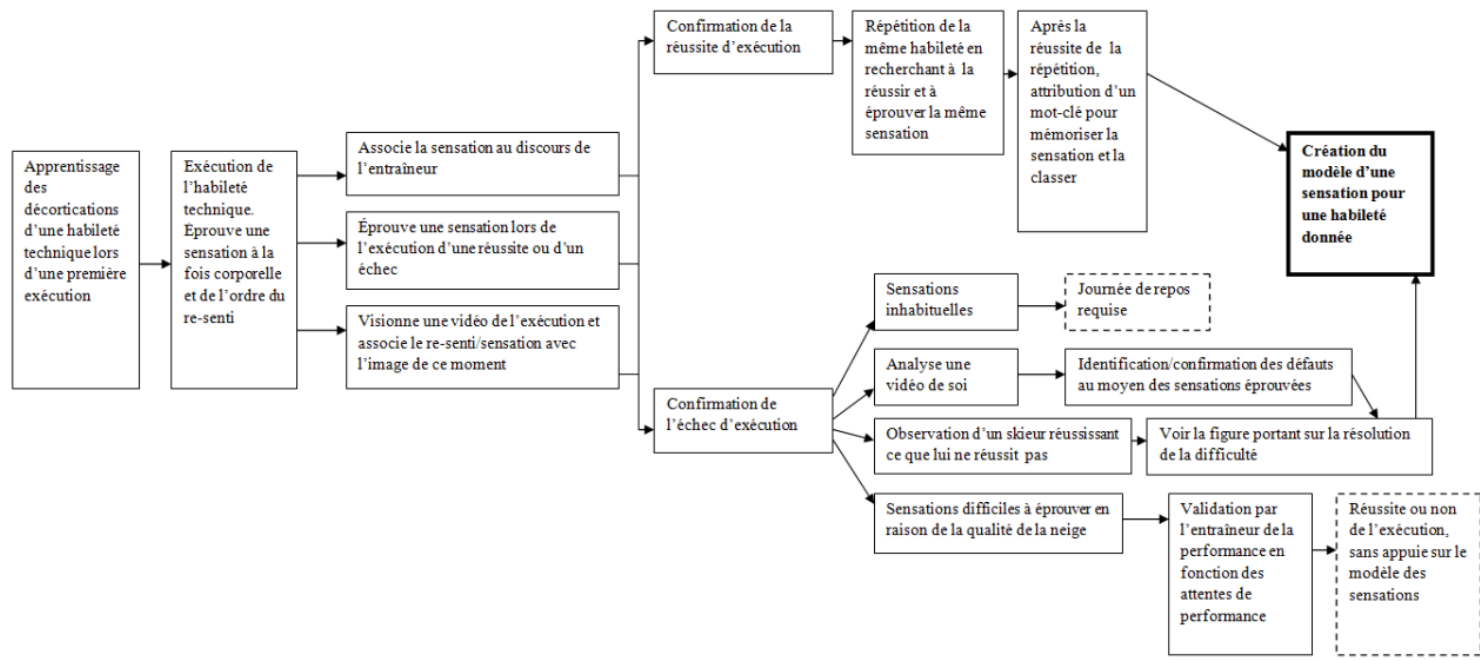 Apprentissage
des
décortications
d'une habileté
technique lors
d'une première
exécution
Exécution de
l'habileté
technique.
Éprouve une
sensation à la
fois corporelle
et de l'ordre du
re-senti
Associe la sensation au discours de
l'entraîneur
Éprouve une sensation lors de
l'exécution d'une réussite ou d'un
échec
Visionne une vidéo de l'exécution et
associe le re-senti/sensation avec
l'image de ce moment
Confirmation de la
réussite d'exécution
Répétition de la
même habileté en
recherchant à la
réussir et à
éprouver la même
sensation
Après la
réussite de la
répétition,
attribution d'un
mot-clé pour
mémoriser la
sensation et la
classer
Création du
modèle d'une
sensation pour
une habileté
donnée
Confirmation de
l'échec d'exécution
Sensations
inhabituelles
Journée de repos
requise
Analyse une
vidéo de soi
Identification/confirmation des défauts
au moyen des sensations éprouvées
Observation d'un skieur réussissant
ce que lui ne réussit pas
Voir la figure portant sur la résolution
de la difficulté
Sensations difficiles à éprouver en
raison de la qualité de la neige
Validation par
l'entraîneur de la
performance en
fonction des
attentes de
performance
Réussite ou non
de l'exécution,
sans appuie sur le
modèle des
sensations